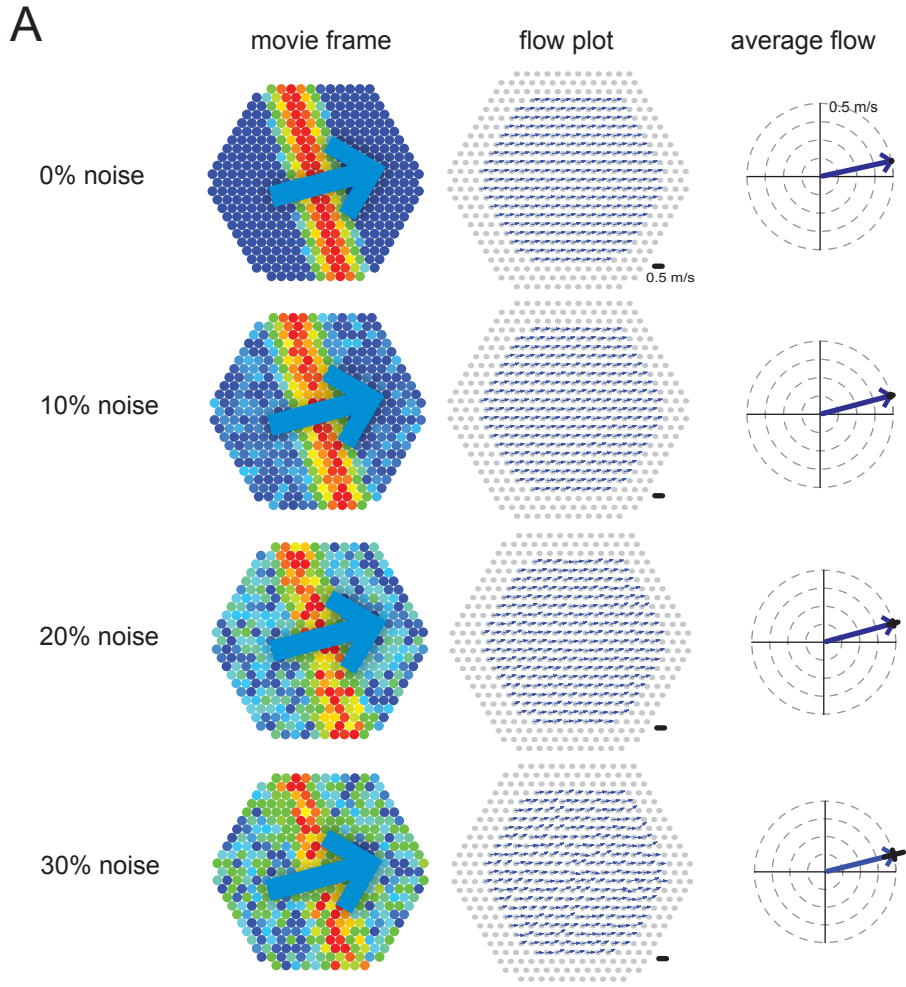 A
movie frame
flow plot
average flow
0% noise
0.5 m/s
0.5 m/s
10% noise
20% noise
30% noise